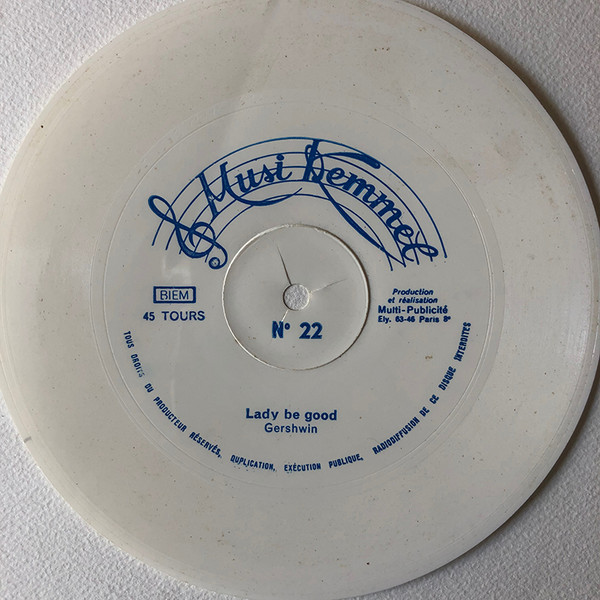 Musi Kemmel
BIEM
45 TOURS
Production
et réalisation
Multi-Publicité
Ely. 63-46 Paris 8e
N° 22
Lady be good
Gershwin
TOUS DROITS DU PRODUCTEUR RÉSERVÉS, DUPLICATION, EXÉCUTION PUBLIQUE, RADIODIFFUSION DE CE DISQUE INTERDITES